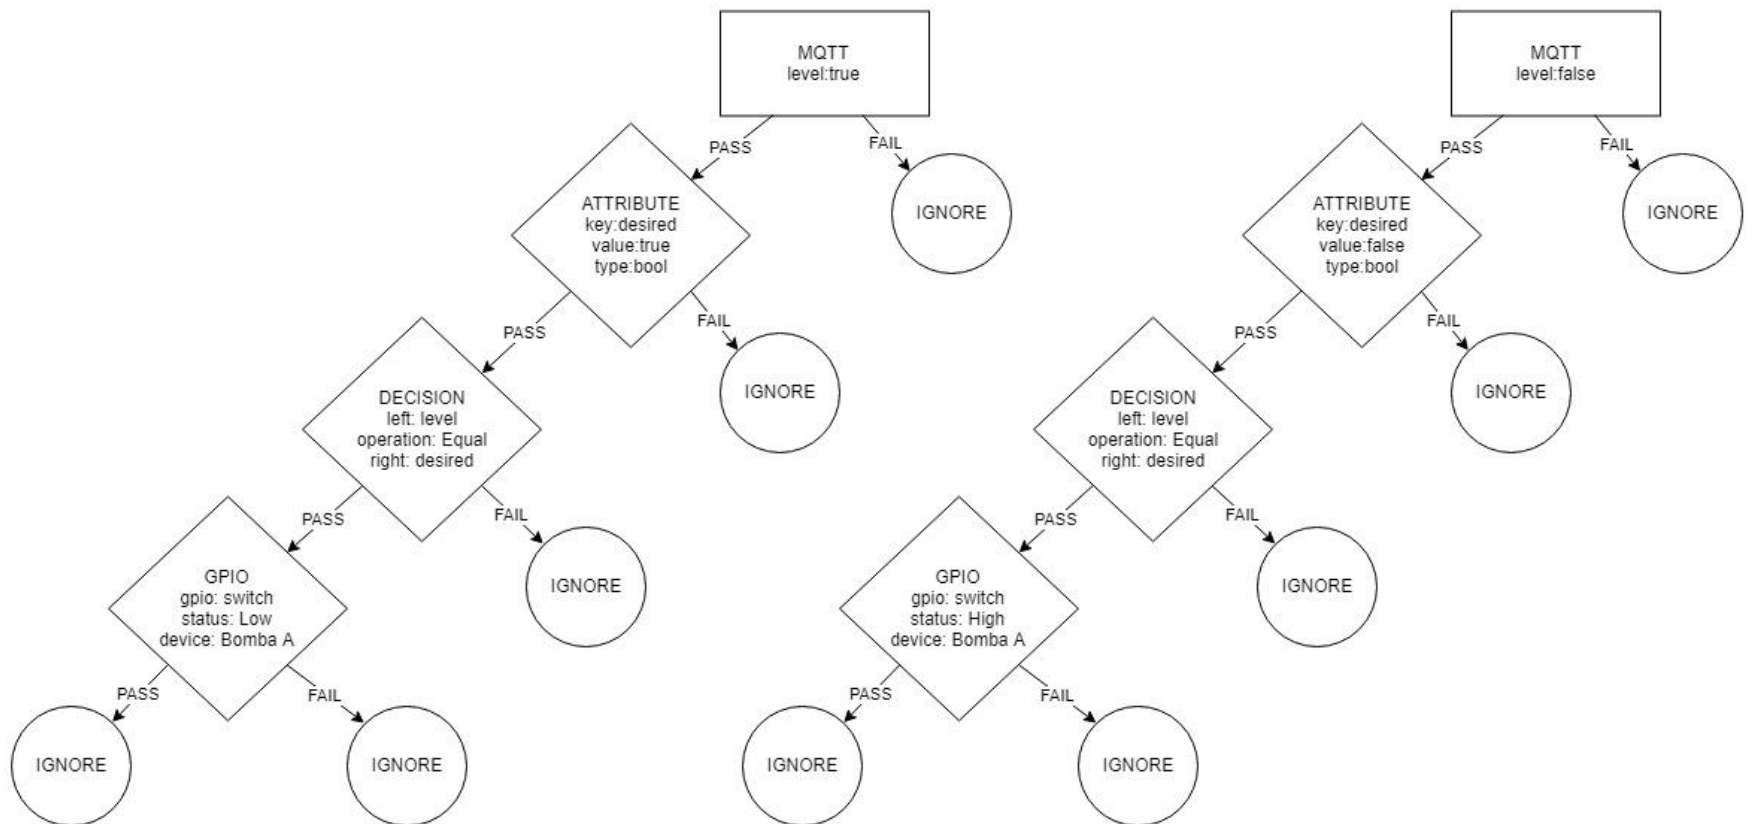 MQTT
level:true
PASS
FAIL
ATTRIBUTE
key:desired
value:true
type:bool
IGNORE
PASS
FAIL
DECISION
left: level
operation: Equal
right: desired
IGNORE
PASS
FAIL
GPIO
gpio: switch
status: Low
device: Bomba A
IGNORE
PASS
FAIL
IGNORE
IGNORE
MQTT
level:false
PASS
FAIL
ATTRIBUTE
key:desired
value:false
type:bool
IGNORE
PASS
FAIL
DECISION
left: level
operation: Equal
right: desired
IGNORE
PASS
FAIL
GPIO
gpio: switch
status: High
device: Bomba A
IGNORE
PASS
FAIL
IGNORE
IGNORE